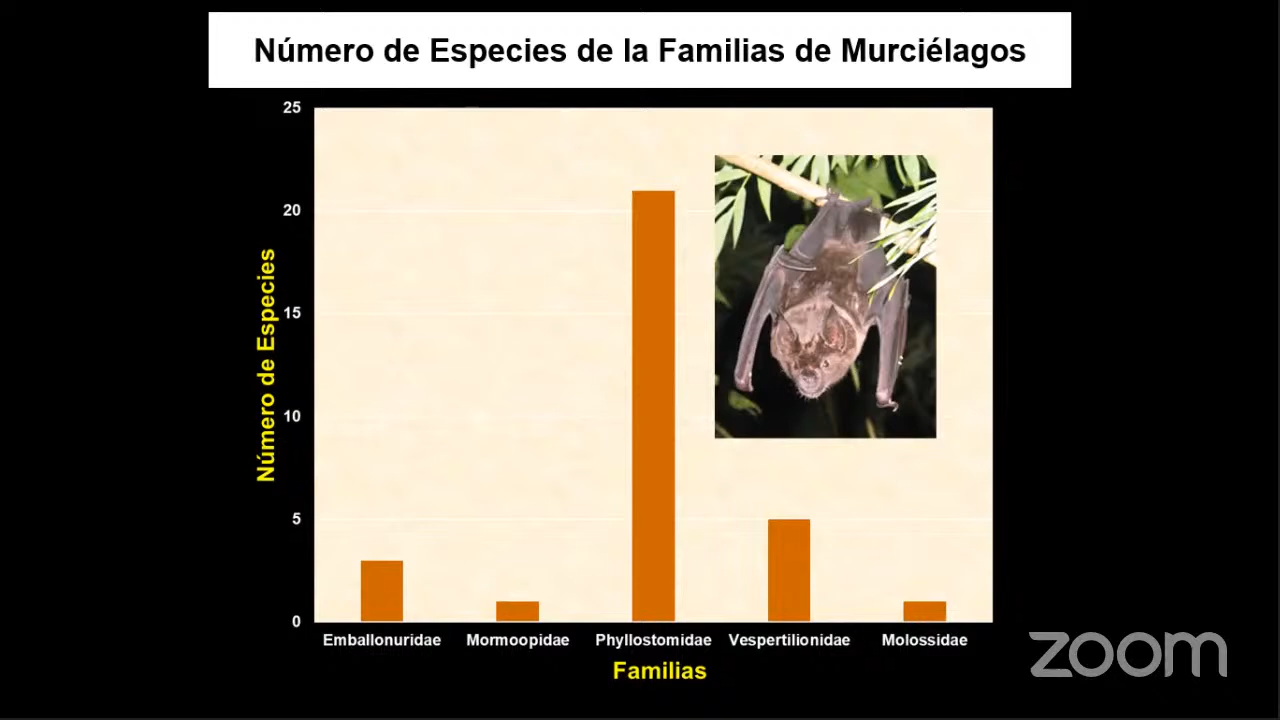 Número de Especies de la Familias de Murciélagos
25
20
15
10
5
0
Número de Especies
Emballonuridae Mormoopidae Phyllostomidae Vespertilionidae Molossidae
Familias
zoom